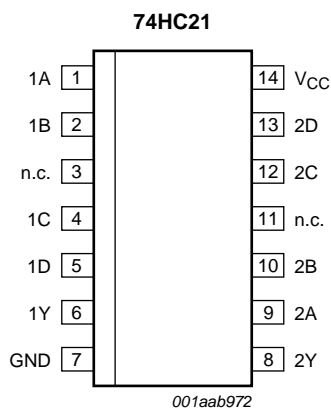 74HC21
1A 1 14 VCC
1B 2 13 2D
n.c. 3 12 2C
1C 4 11 n.c.
1D 5 10 2B
1Y 6 9 2A
GND 7 8 2Y
001aab972